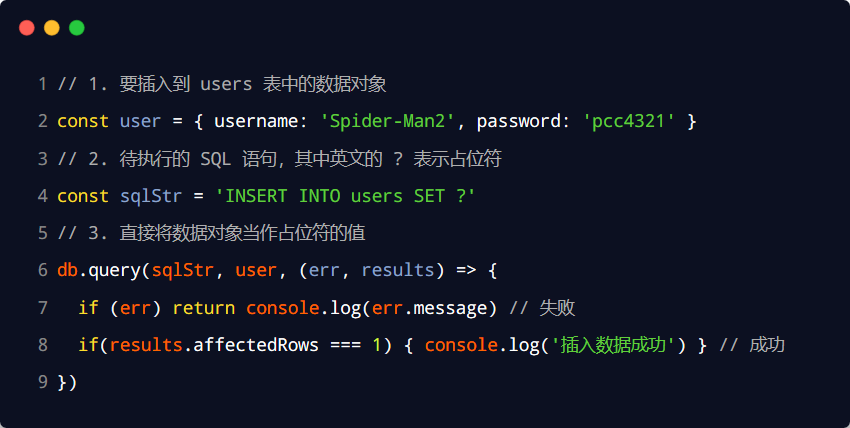 1 // 1. 要插入到 users 表中的数据对象
2 const user = { username: 'Spider-Man2', password: 'pcc4321' }
3 // 2. 待执行的 SQL 语句，其中英文的 ? 表示占位符
4 const sqlStr = 'INSERT INTO users SET ?'
5 // 3. 直接将数据对象当作占位符的值
6 db.query(sqlStr, user, (err, results) => {
7   if (err) return console.log(err.message) // 失败
8   if(results.affectedRows === 1) { console.log('插入数据成功') } // 成功
9 })